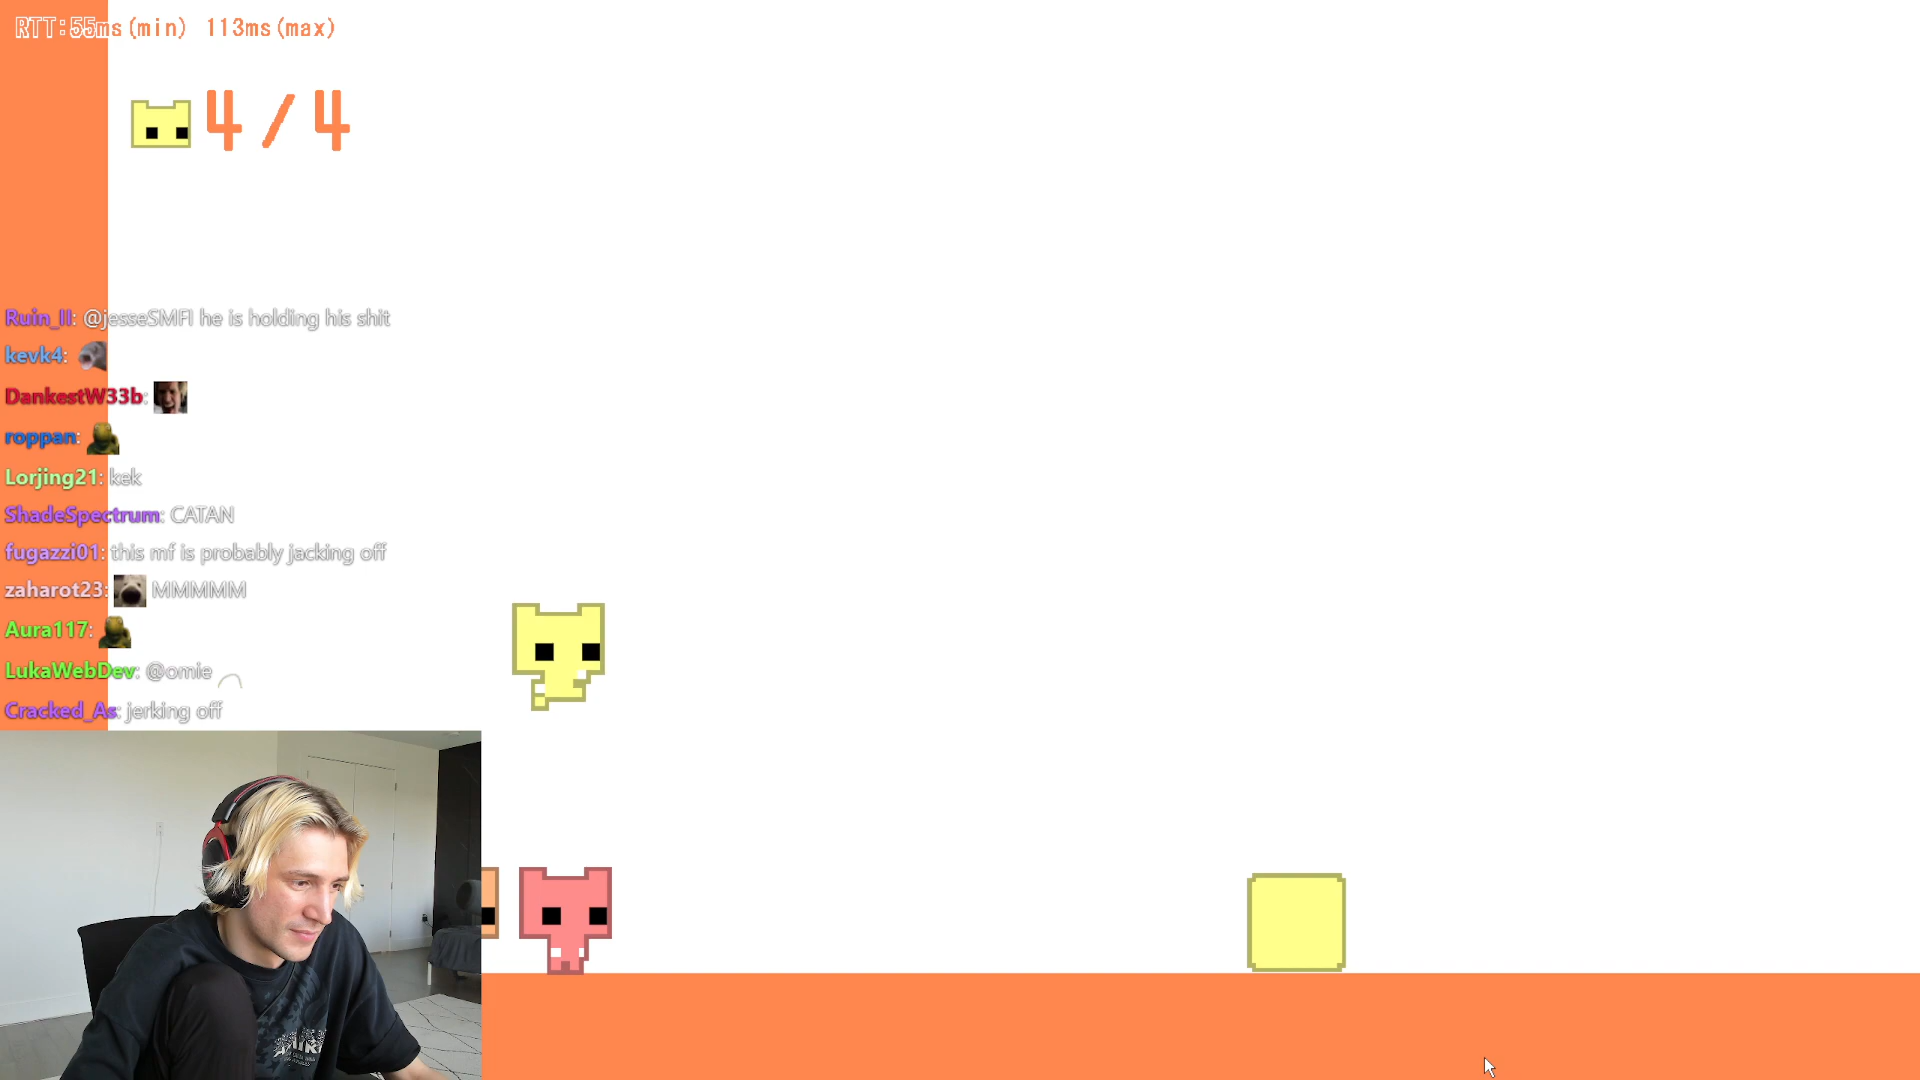 RTT:55ms(min) 113ms(max)
4/4
Ruin_II: @jesseSMFI he is holding his shit
kevk4:
DankestW33b:
roppan:
Lorjing21: kek
ShadeSpectrum: CATAN
fugazzi01: this mf is probably jacking off
zaharot23: MMMMM
Aura117:
LukaWebDev: @omie
Cracked_As: jerking off